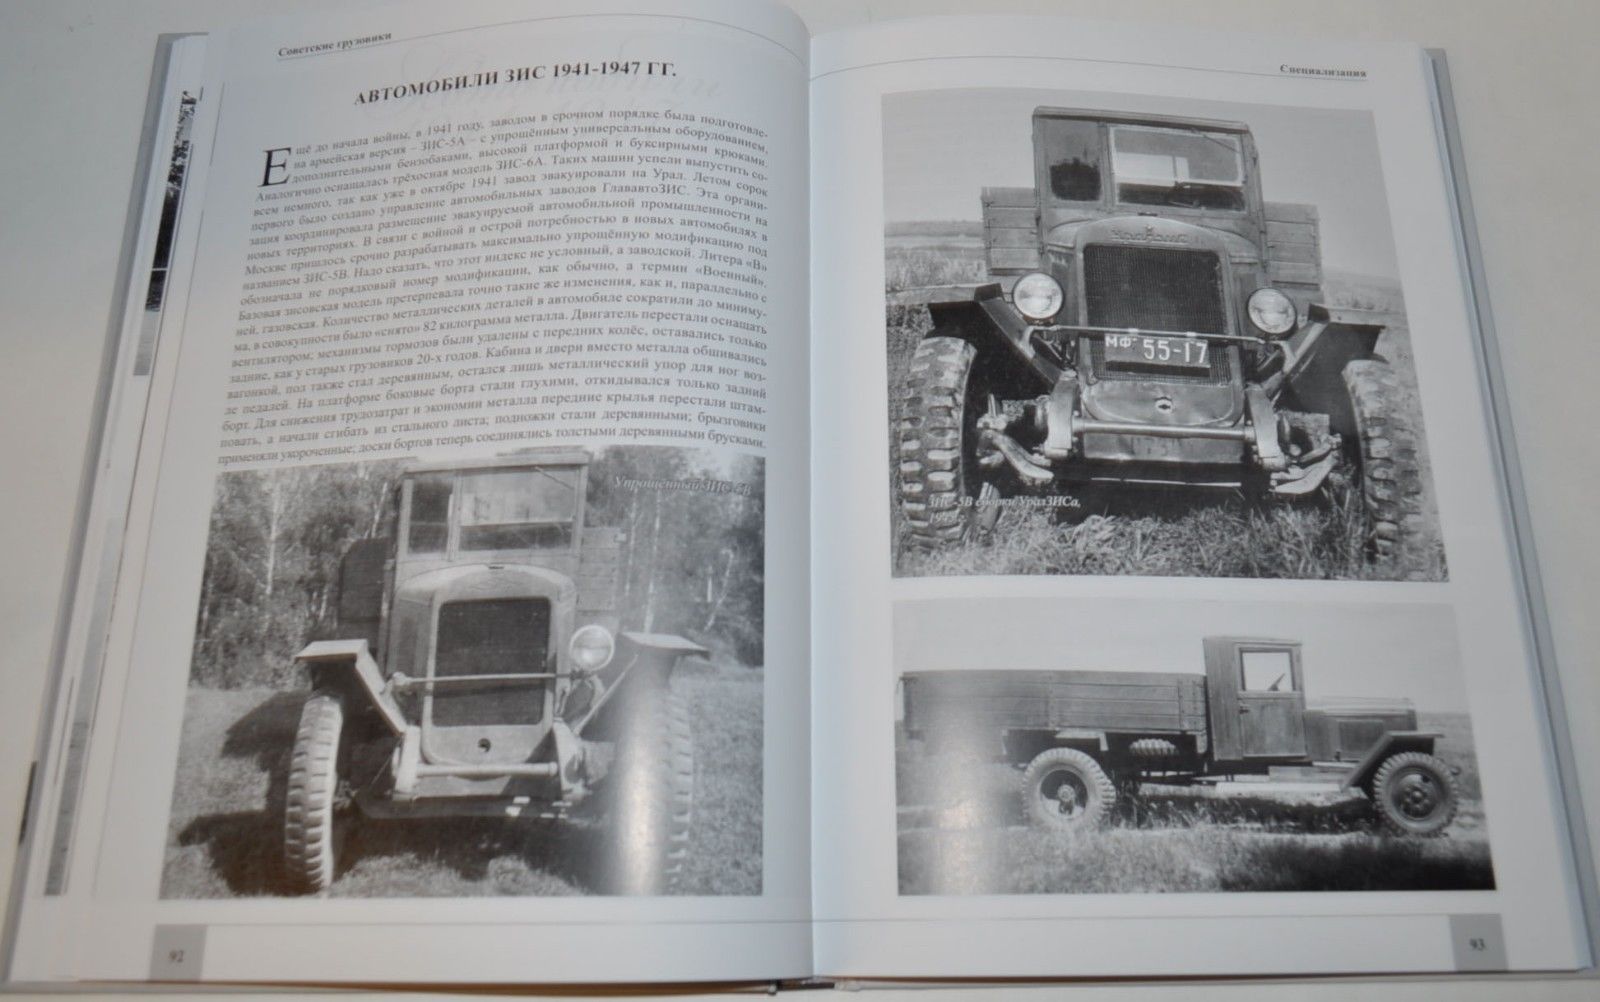 Советские грузовики
АВТОМОБИЛИ ЗИС 1941-1947 ГГ.
Ещё до начала войны, в 1941 году, заводом в срочном порядке была подготовле-
на армейская версия – ЗИС-5А – с упрощённым универсальным оборудованием,
дополнительными бензобаками, высокой платформой и буксирными крюками.
Аналогично оснащалась трёхосная модель ЗИС-6А. Таких машин успели выпустить со-
всем немного, так как уже в октябре 1941 завод эвакуировали на Урал. Летом сорок
первого было создано управление автомобильных заводов ГлававтоЗИС. Эта органи-
зация координировала размещение эвакуируемой автомобильной промышленности на
новых территориях. В связи с войной и острой потребностью в новых автомобилях в
Москве пришлось срочно разрабатывать максимально упрощённую модификацию под
названием ЗИС-5В. Надо сказать, что этот индекс не условный, а заводской. Литера «В»
обозначала не порядковый номер модификации, как обычно, а термин «Военный».
Базовая зисовская модель претерпевала точно такие же изменения, как и, параллельно с
ней, газовская. Количество металлических деталей в автомобиле сократили до миниму-
ма, в совокупности было «снято» 82 килограмма металла. Двигатель перестали оснащать
вентилятором; механизмы тормозов были удалены с передних колёс, оставались только
задние, как у старых грузовиков 20-х годов. Кабина и двери вместо металла обшивались
вагонкой, пол также стал деревянным, остался лишь металлический упор для ног воз-
ле педалей. На платформе боковые борта стали глухими, откидывался только задний
борт. Для снижения трудозатрат и экономии металла передние крылья перестали штам-
повать, а начали сгибать из стального листа; подножки стали деревянными; брызговики
применяли укороченные; доски бортов теперь соединялись толстыми деревянными брусками.
Упрощённый ЗИС-5В
92
Специализация
МФ 55-17
ЗИС-5В сборки УралЗИСа,
93